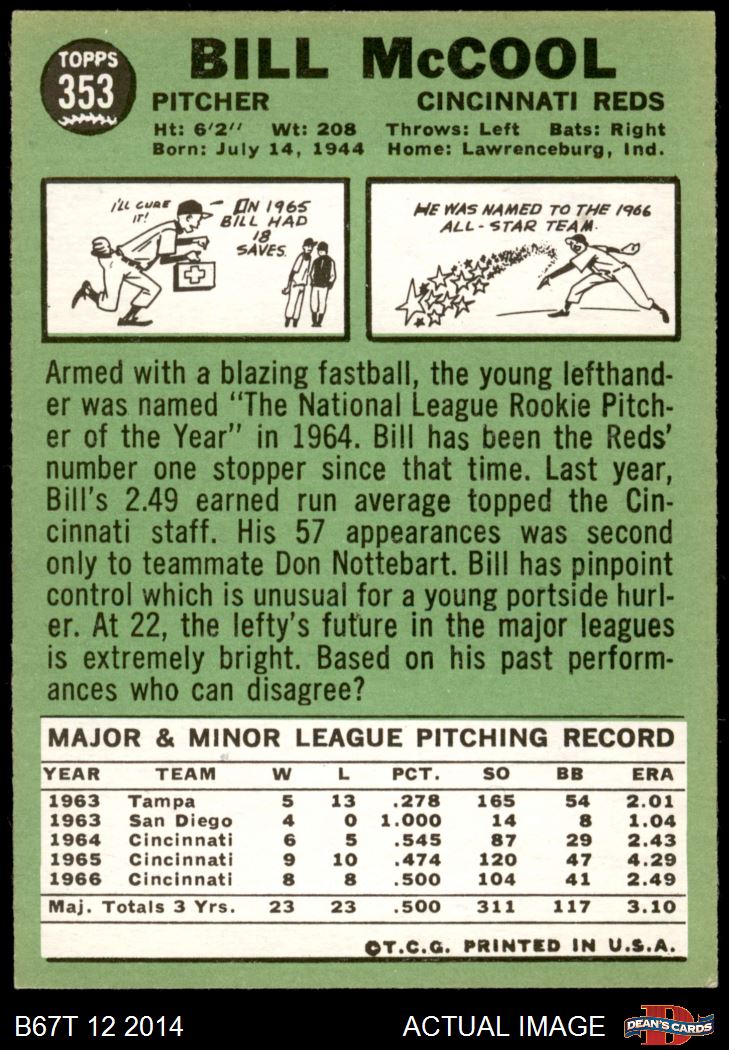 TOPPS
353
BILL McCOOL
PITCHER CINCINNATI REDS
Ht: 6'2" Wt: 208 Throws: Left Bats: Right
Born: July 14, 1944 Home: Lawrenceburg, Ind.
I'LL CURE
IT!
IN 1965
BILL HAD
18
SAVES.
HE WAS NAMED TO THE 1966
ALL-STAR TEAM.
Armed with a blazing fastball, the young lefthand-
er was named "The National League Rookie Pitch-
er of the Year" in 1964. Bill has been the Reds'
number one stopper since that time. Last year,
Bill's 2.49 earned run average topped the Cin-
cinnati staff. His 57 appearances was second
only to teammate Don Nottebart. Bill has pinpoint
control which is unusual for a young portside hurl-
er. At 22, the lefty's future in the major leagues
is extremely bright. Based on his past perform-
ances who can disagree?
MAJOR & MINOR LEAGUE PITCHING RECORD
YEAR TEAM W L PCT. SO BB ERA
1963 Tampa 5 13 .278 165 54 2.01
1963 San Diego 4 0 1.000 14 8 1.04
1964 Cincinnati 6 5 .545 87 29 2.43
1965 Cincinnati 9 10 .474 120 47 4.29
1966 Cincinnati 8 8 .500 104 41 2.49
Maj. Totals 3 Yrs. 23 23 .500 311 117 3.10
©T.C.G. PRINTED IN U.S.A.
B67T 12 2014 ACTUAL IMAGE
D
DEAN'S CARDS